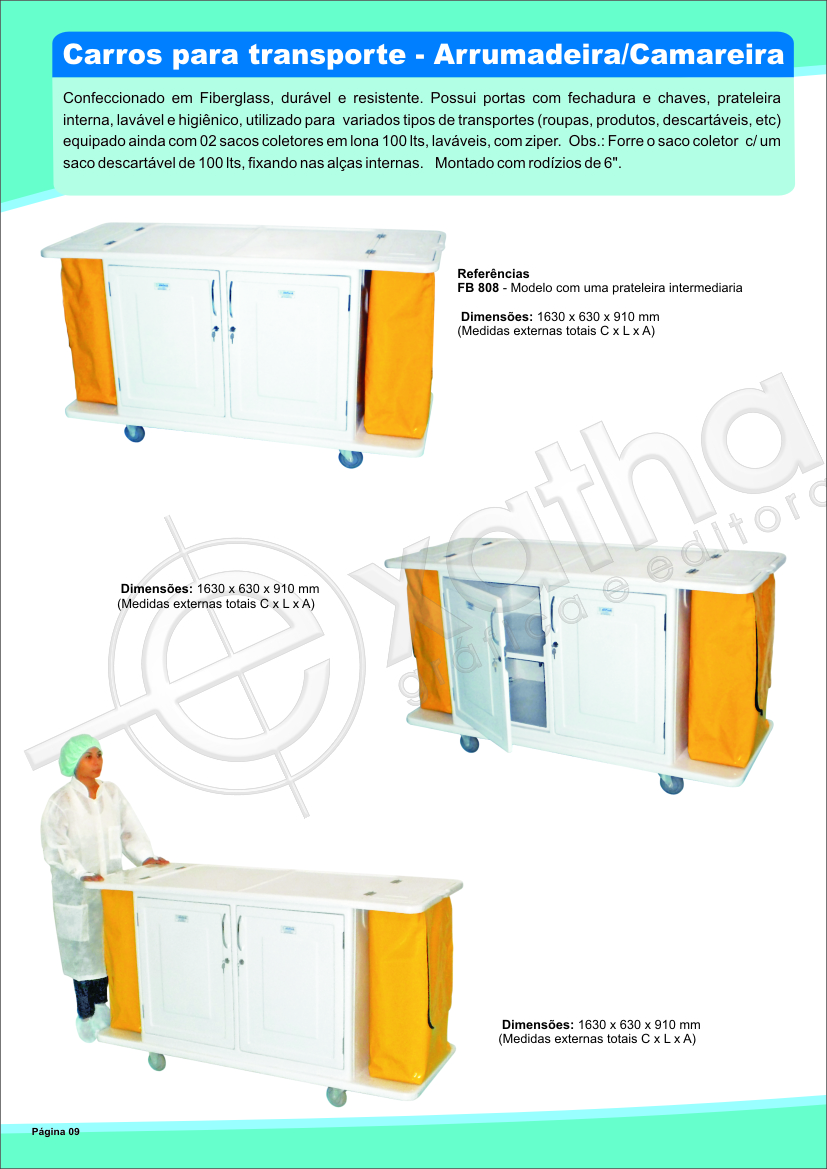 Carros para transporte - Arrumadeira/Camareira
Confeccionado em Fiberglass, durável e resistente. Possui portas com fechadura e chaves, prateleira
interna, lavável e higiênico, utilizado para variados tipos de transportes (roupas, produtos, descartáveis, etc)
equipado ainda com 02 sacos coletores em lona 100 lts, laváveis, com ziper. Obs.: Forre o saco coletor c/ um
saco descartável de 100 lts, fixando nas alças internas. Montado com rodízios de 6".
Referências
FB 808 - Modelo com uma prateleira intermediaria
Dimensões: 1630 x 630 x 910 mm
(Medidas externas totais C x L x A)
exatha
gráfica e editora
Dimensões: 1630 x 630 x 910 mm
(Medidas externas totais C x L x A)
Dimensões: 1630 x 630 x 910 mm
(Medidas externas totais C x L x A)
Página 09